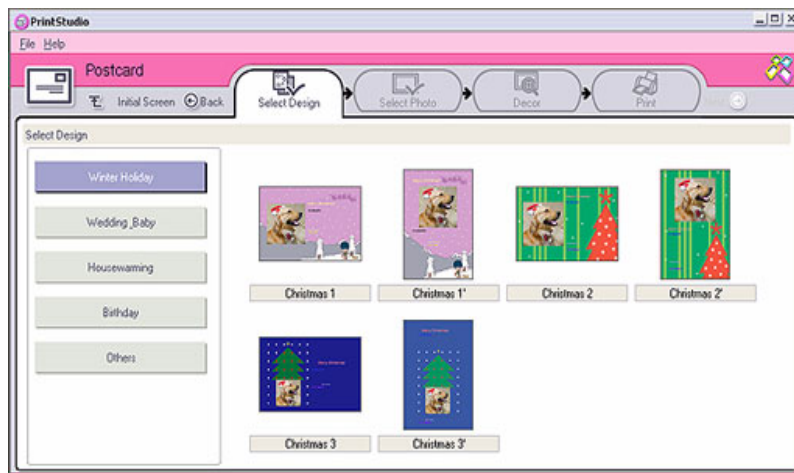 PrintStudio
File Help
Postcard
Initial Screen Back
Select Design
Select Photo
Decor
Print
Select Design
Winter Holiday
Wedding_Baby
Housewarming
Birthday
Others
Christmas 1
Christmas 1'
Christmas 2
Christmas 2'
Christmas 3
Christmas 3'